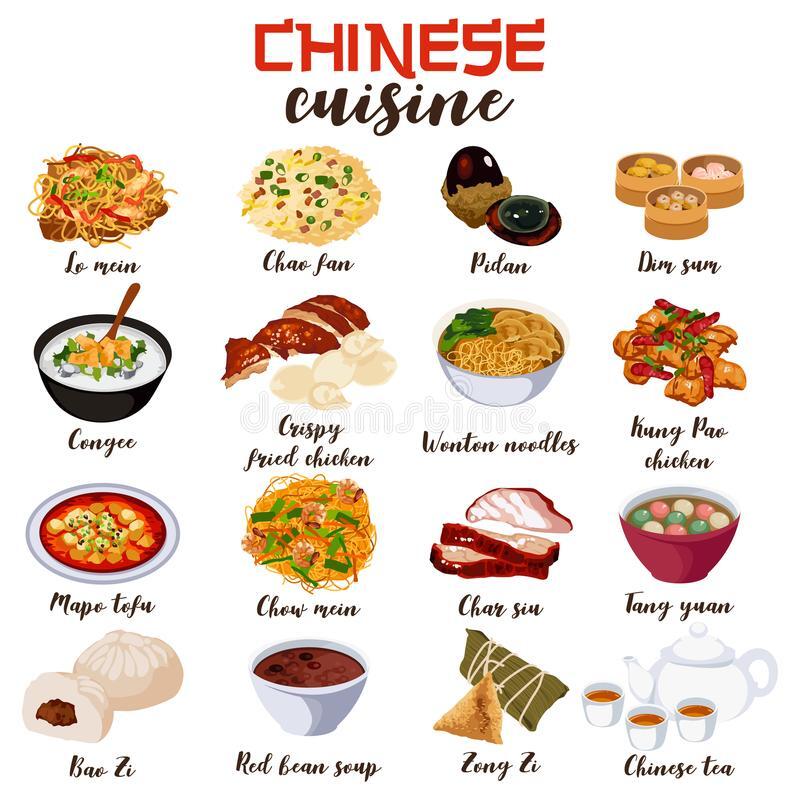 CHINESE
cuisine
Lo mein
Chao fan
Pidan
Dim sum
Congee
Crispy
fried chicken
Wonton noodles
Kung Pao
chicken
Mapo tofu
Chow mein
Char siu
Tang yuan
Bao Zi
Red bean soup
Zong Zi
Chinese tea
dreamstime